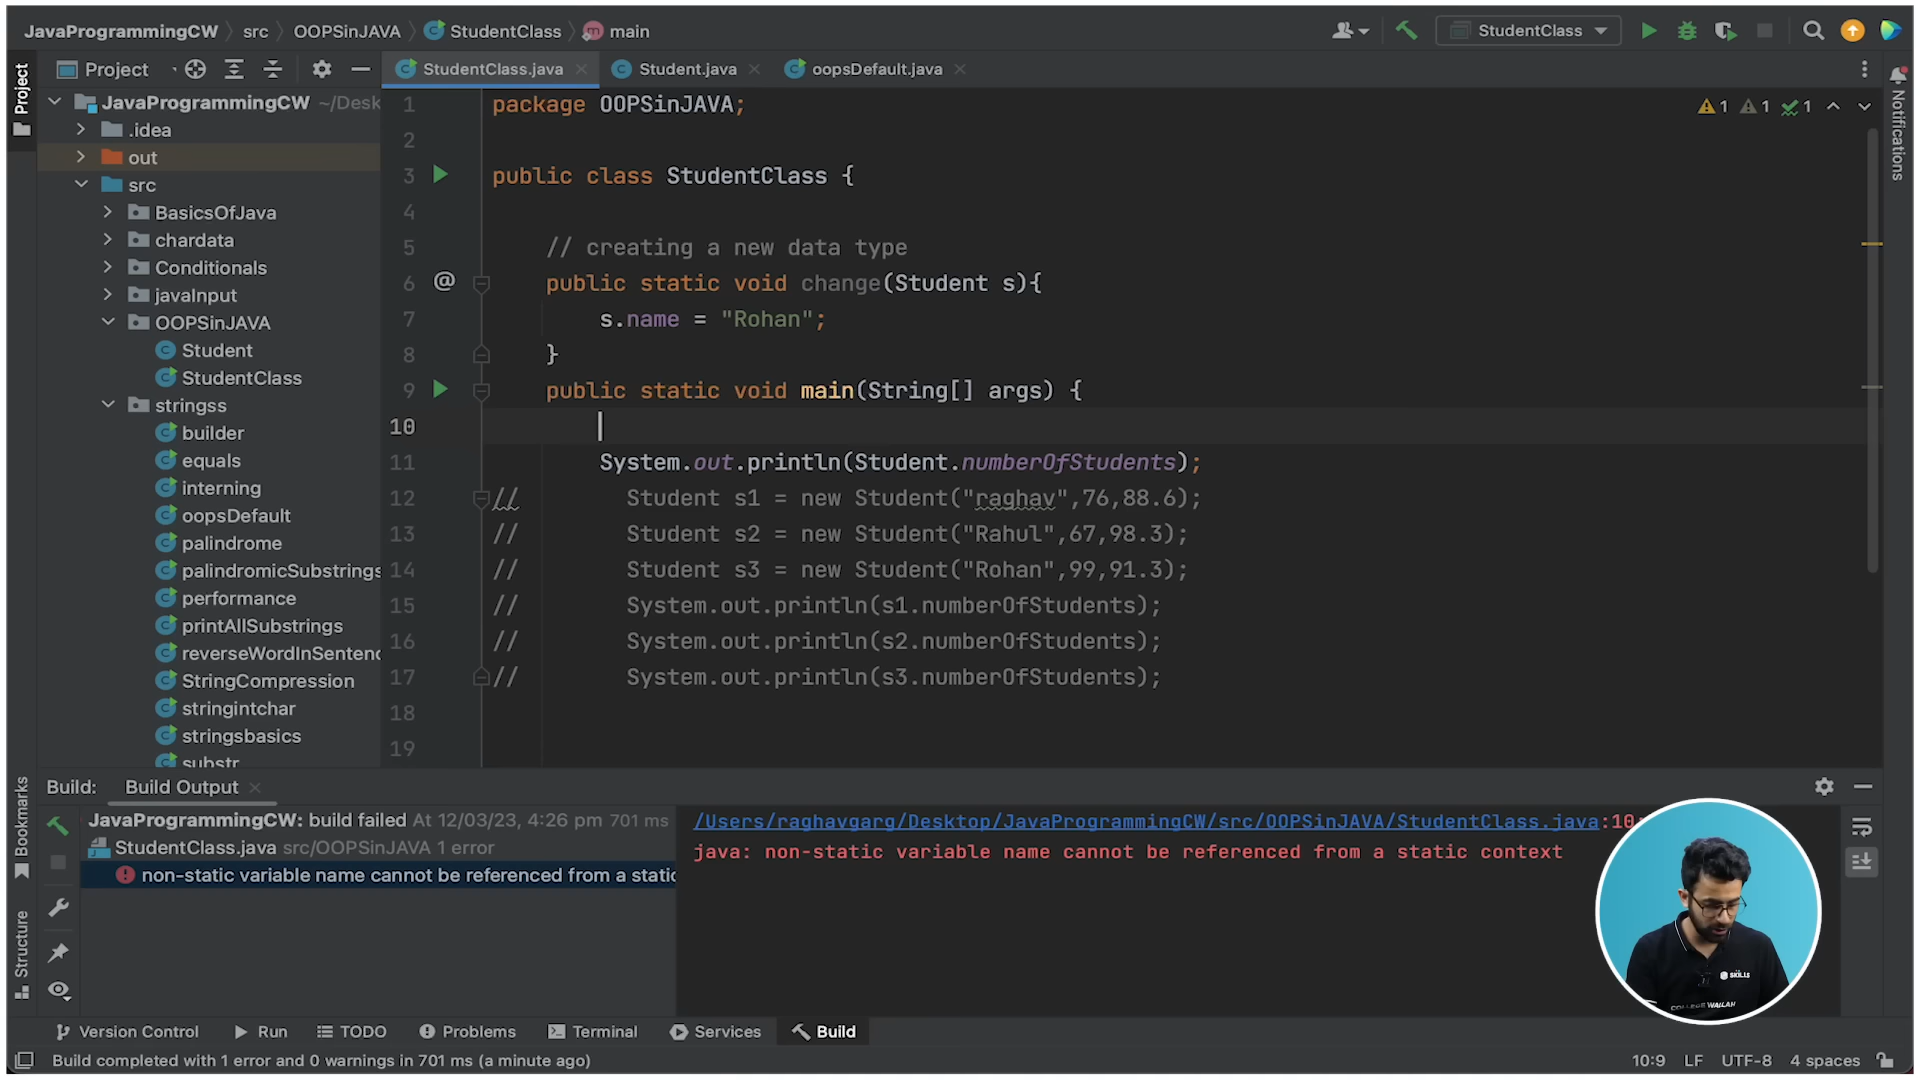 JavaProgrammingCW src OOPSinJAVA StudentClass main
StudentClass
Project
StudentClass.java Student.java oopsDefault.java
Project
Notifications
JavaProgrammingCW ~/Desk
.idea
out
src
BasicsOfJava
chardata
Conditionals
javaInput
OOPSinJAVA
Student
StudentClass
stringss
builder
equals
interning
oopsDefault
palindrome
palindromicSubstrings
performance
printAllSubstrings
reverseWordInSentenc
StringCompression
stringintchar
stringsbasics
substr
1 package OOPSinJAVA;
1 1 1
2
3 public class StudentClass {
4
5 // creating a new data type
6 @ public static void change(Student s){
7 s.name = "Rohan";
8 }
9 public static void main(String[] args) {
10
11 System.out.println(Student.numberOfStudents);
12 // Student s1 = new Student("raghav",76,88.6);
13 // Student s2 = new Student("Rahul",67,98.3);
14 // Student s3 = new Student("Rohan",99,91.3);
15 // System.out.println(s1.numberOfStudents);
16 // System.out.println(s2.numberOfStudents);
17 // System.out.println(s3.numberOfStudents);
18
19
Bookmarks
Structure
Build: Build Output
JavaProgrammingCW: build failed At 12/03/23, 4:26 pm 701 ms
StudentClass.java src/OOPSinJAVA 1 error
non-static variable name cannot be referenced from a static
/Users/raghavgarg/Desktop/JavaProgrammingCW/src/OOPSinJAVA/StudentClass.java:10
java: non-static variable name cannot be referenced from a static context
SKILLS
COLLEGE WALLAH
Version Control Run TODO Problems Terminal Services Build
Build completed with 1 error and 0 warnings in 701 ms (a minute ago)
10:9 LF UTF-8 4 spaces